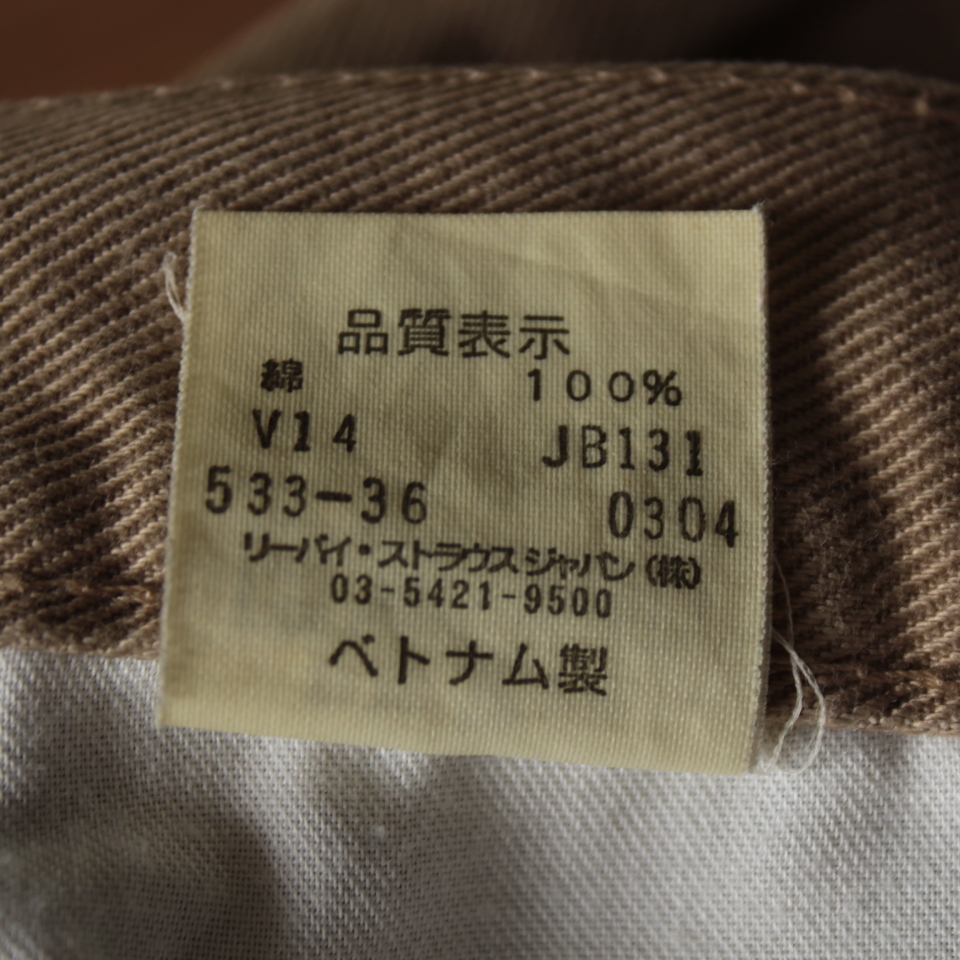 品質表示
綿 100%
V14 JB131
533-36 0304
リーバイ・ストラウスジャパン(株)
03-5421-9500
ベトナム製